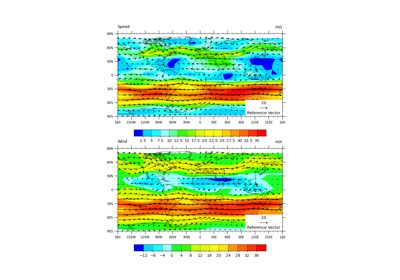 Speed m/s
90N
60N
30N
0
30S
60S
90S
20
Reference Vector
180 150W 120W 90W 60W 30W 0 30E 60E 90E 120E 150E 180
2.5 5 7.5 10 12.5 15 17.5 20 22.5 25 27.5 30 32.5 35
Wind m/s
90N
60N
30N
0
30S
60S
90S
20
Reference Vector
180 150W 120W 90W 60W 30W 0 30E 60E 90E 120E 150E 180
−12 −8 −4 0 4 8 12 16 20 24 28 32 36